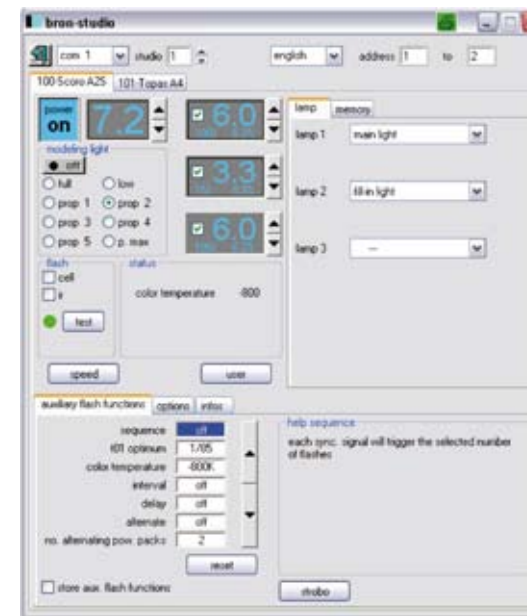 bron-studio
com 1 studio 1 english address 1 to 2
100-Scoro A2S 101-Topas A4
power
on
7.2
6.0
modeling light
off
full low
prop 1 prop 2
prop 3 prop 4
prop 5 p. max
3.3
6.0
flash
cell
ir
test
status
color temperature -800
speed user
lamp memory
lamp 1 main light
lamp 2 fill-in light
lamp 3 ---
auxiliary flash functions options infos
sequence off
t01 optimum 1/85
color temperature -800K
interval off
delay off
alternate off
no. alternating pow. packs 2
reset
store aux. flash functions
help sequence
each sync. signal will trigger the selected number
of flashes
strobo